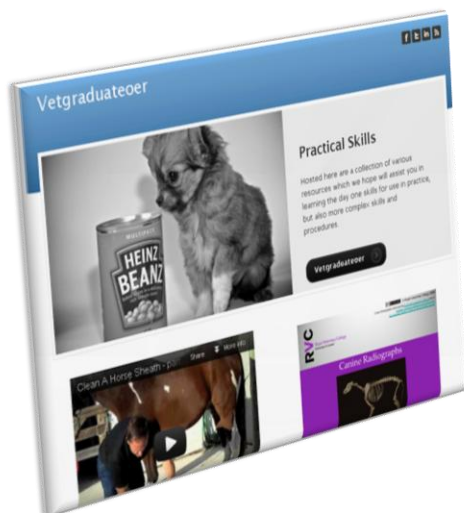 Vetgraduateoer
Practical Skills
Hosted here are a collection of various
resources which we hope will assist you in
learning the day one skills for use in practics,
but also more complex skills and
procedures.
Vetgradueateoer
HEINZ
BEANZ
Clean A Horse Sheath - p
Share
More info
RVC
Canine Radiographs